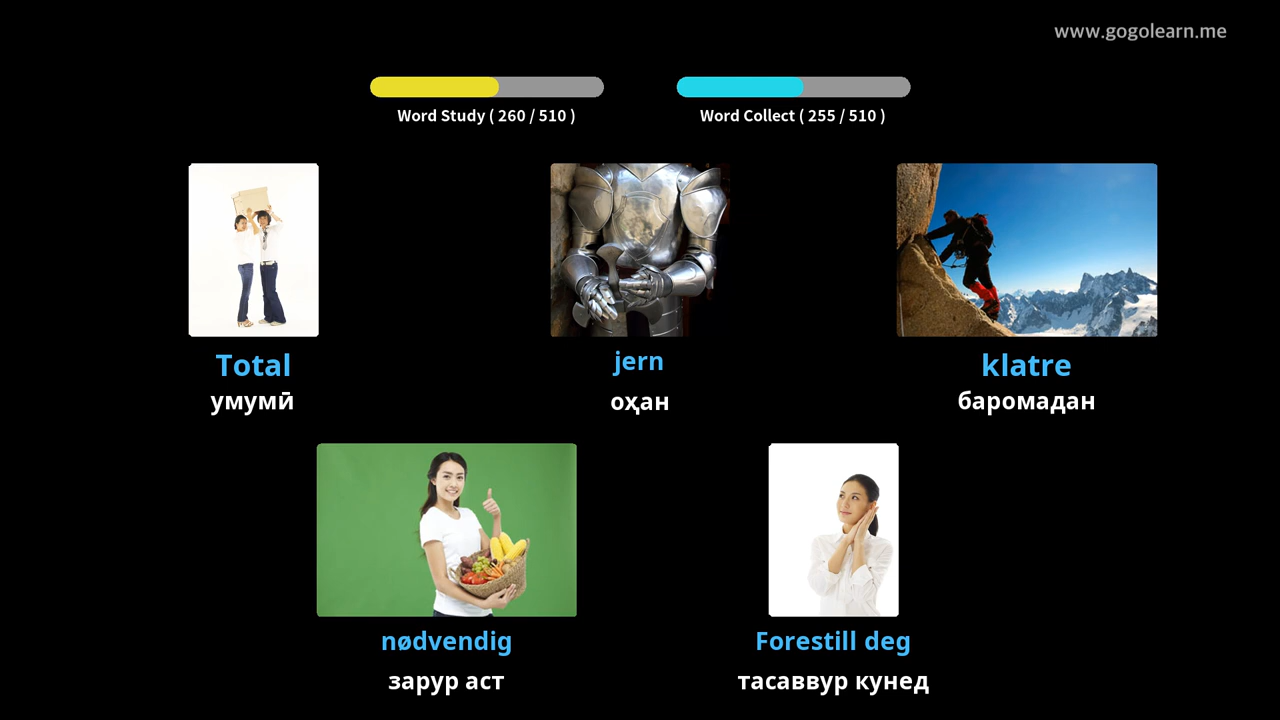 www.gogolearn.me
Word Study ( 260 / 510 )
Word Collect ( 255 / 510 )
Total
умумӣ
jern
оҳан
klatre
баромадан
nødvendig
зарур аст
Forestill deg
тасаввур кунед